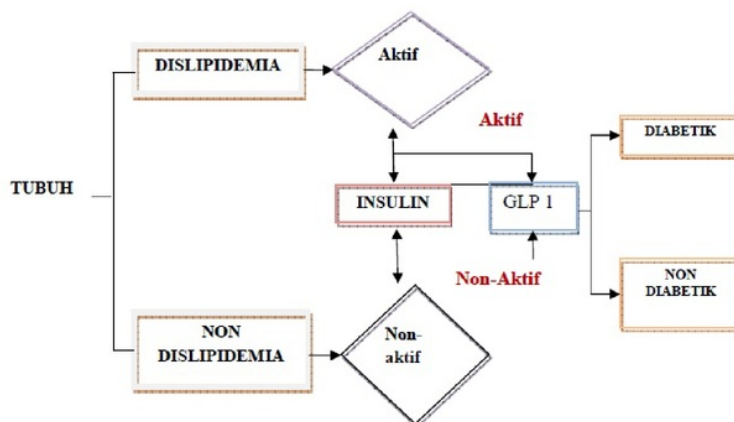 DISLIPIDEMIA
Aktif
Aktif
DIABETIK
TUBUH
INSULIN
GLP 1
Non-Aktif
NON
DIABETIK
NON
DISLIPIDEMIA
Non-
aktif